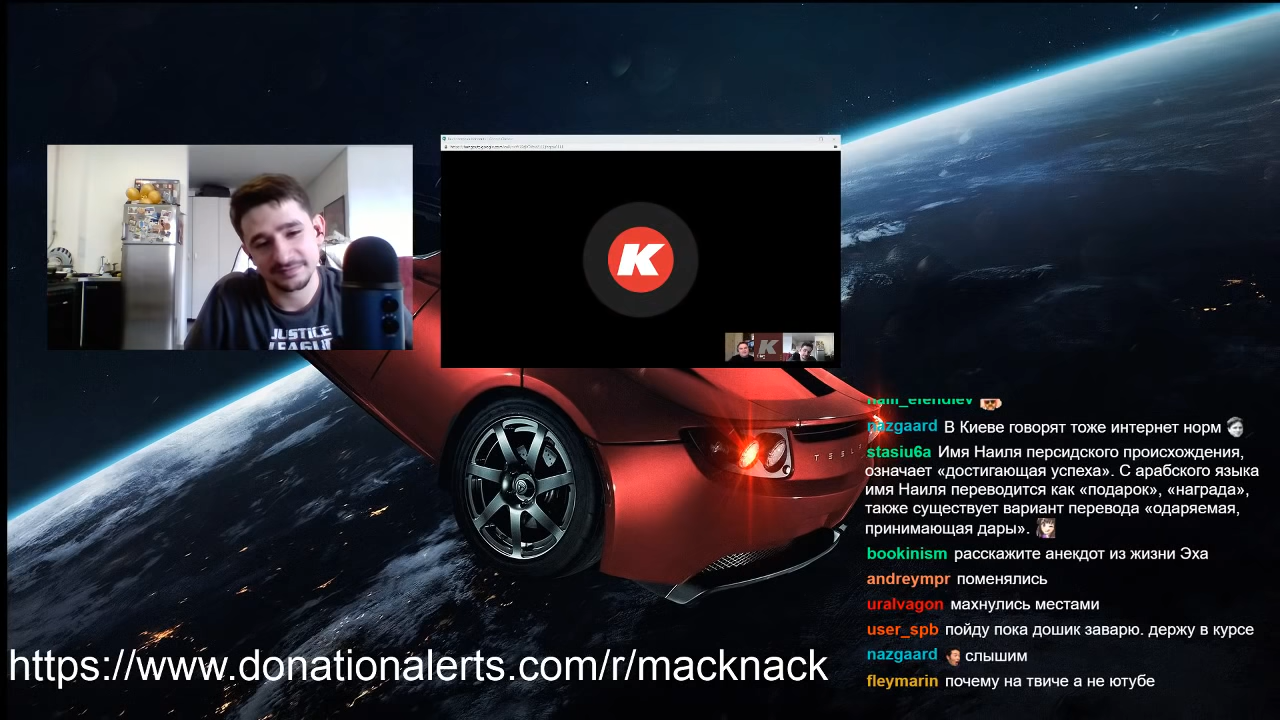 JUSTICE
LEAGUE
K
K
TESLA
nazgaard В Киеве говорят тоже интернет норм
stasiu6a Имя Наиля персидского происхождения,
означает «достигающая успеха». С арабского языка
имя Наиля переводится как «подарок», «награда»,
также существует вариант перевода «одаряемая,
принимающая дары».
bookinism расскажите анекдот из жизни Эха
andreympr поменялись
uralvagon махнулись местами
user_spb пойду пока дошик заварю. держу в курсе
nazgaard слышим
fleymarin почему на твиче а не ютубе
https://www.donationalerts.com/r/macknack